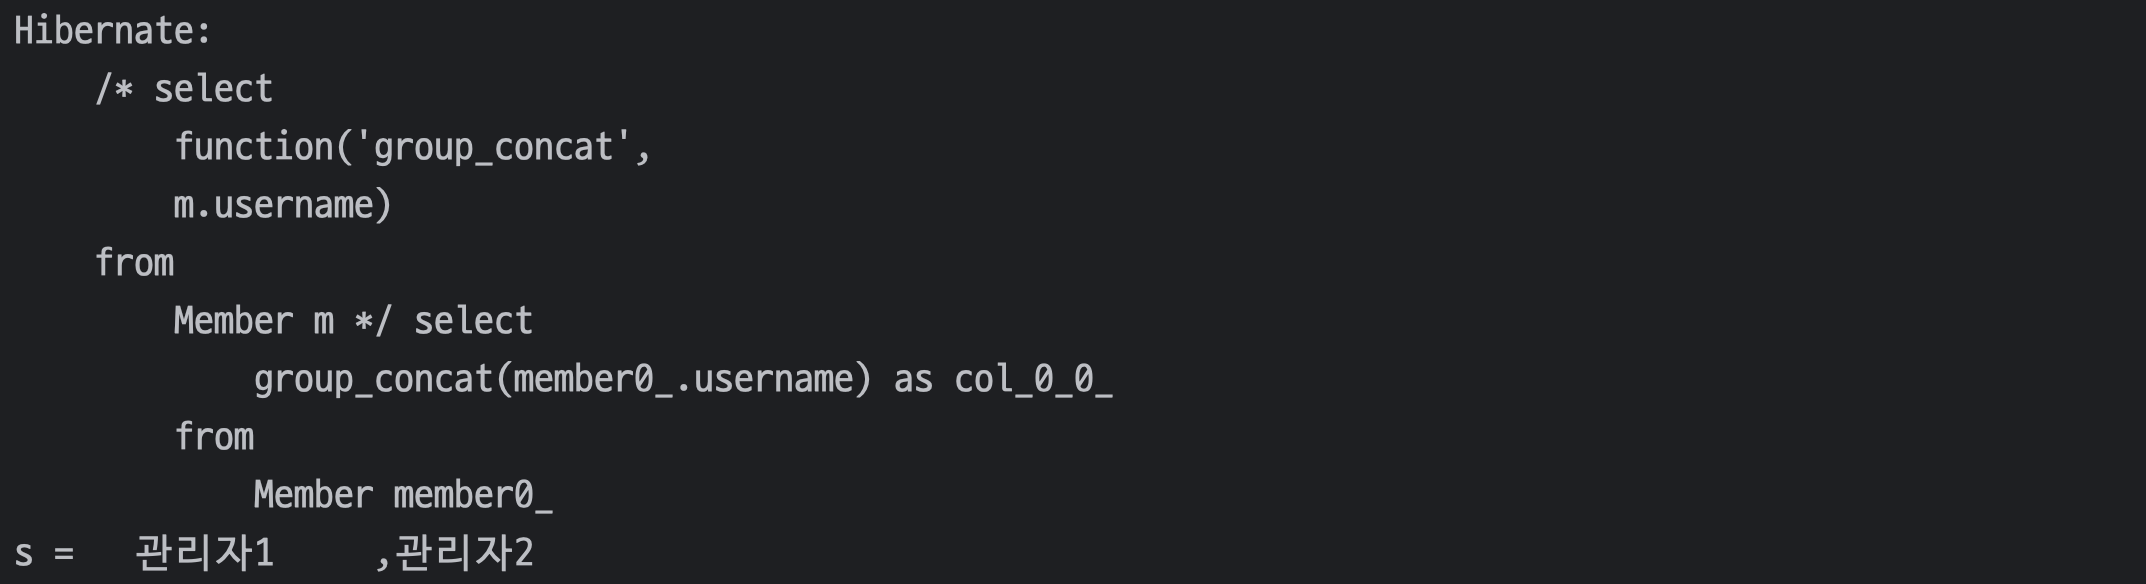 Hibernate:
    /* select
        function('group_concat',
        m.username)
    from
        Member m */ select
            group_concat(member0_.username) as col_0_0_
        from
            Member member0_
s =   관리자1     ,관리자2